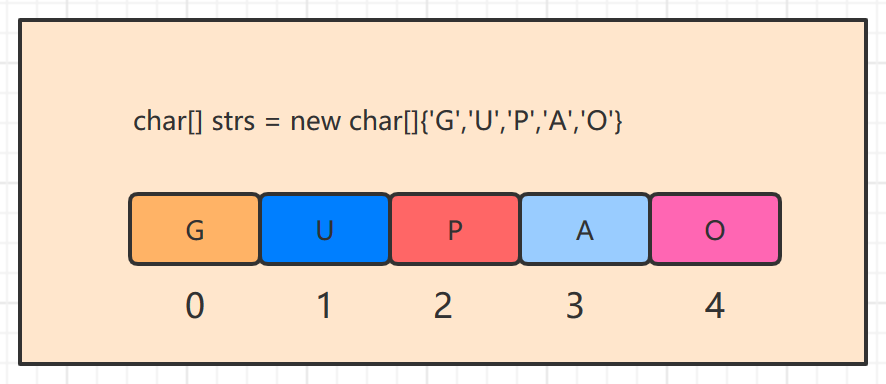 char[] strs = new char[]{'G','U','P','A','O'}
G U P A O
0 1 2 3 4